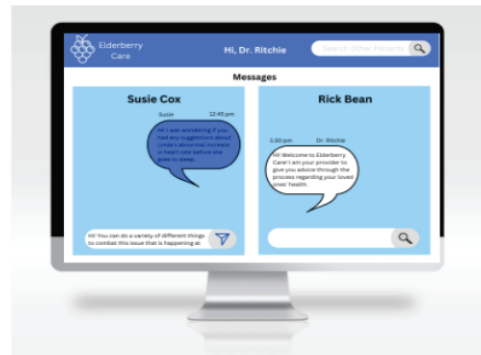 Elderberry
Care
Hi, Dr. Ritchie
Search Other Patients
Messages
Susie Cox
Susie 12:45 pm
Hi! I was wondering if you
had any suggestions about
Linda's abnormal increase
in heart rate before she
goes to sleep.
Hi! You can do a variety of different things
to combat this issue that is happening at
Rick Bean
1:30 pm Dr. Ritchie
Hi! Welcome to Elderberry
Care! I am your provider to
give you advice through the
process regarding your loved
ones' health.